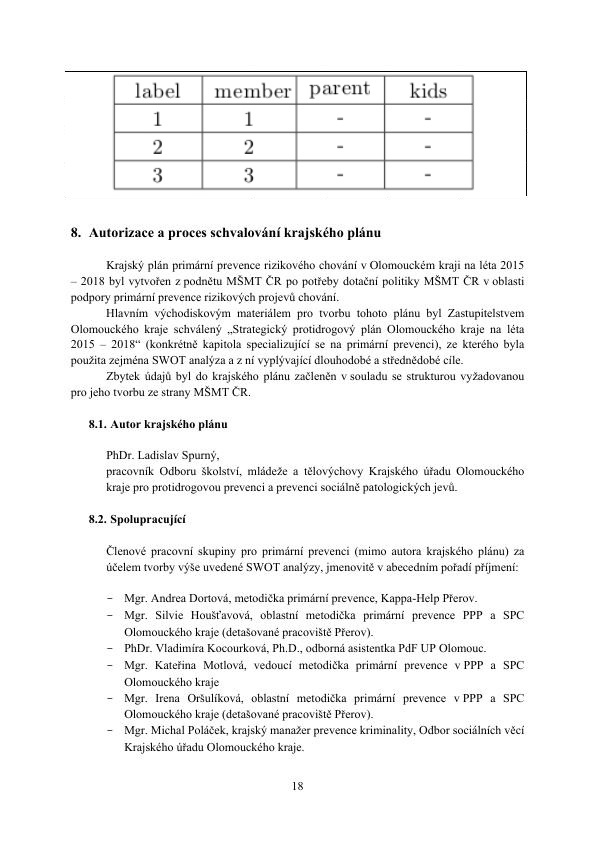 label member parent kids
1 1 - -
2 2 - -
3 3 - -
8. Autorizace a proces schvalování krajského plánu
Krajský plán primární prevence rizikového chování v Olomouckém kraji na léta 2015
– 2018 byl vytvořen z podnětu MŠMT ČR po potřeby dotační politiky MŠMT ČR v oblasti
podpory primární prevence rizikových projevů chování.
Hlavním východiskovým materiálem pro tvorbu tohoto plánu byl Zastupitelstvem
Olomouckého kraje schválený „Strategický protidrogový plán Olomouckého kraje na léta
2015 – 2018“ (konkrétně kapitola specializující se na primární prevenci), ze kterého byla
použita zejména SWOT analýza a z ní vyplývající dlouhodobé a střednědobé cíle.
Zbytek údajů byl do krajského plánu začleněn v souladu se strukturou vyžadovanou
pro jeho tvorbu ze strany MŠMT ČR.
8.1. Autor krajského plánu
PhDr. Ladislav Spurný,
pracovník Odboru školství, mládeže a tělovýchovy Krajského úřadu Olomouckého
kraje pro protidrogovou prevenci a prevenci sociálně patologických jevů.
8.2. Spolupracující
Členové pracovní skupiny pro primární prevenci (mimo autora krajského plánu) za
účelem tvorby výše uvedené SWOT analýzy, jmenovitě v abecedním pořadí příjmení:
- Mgr. Andrea Dortová, metodička primární prevence, Kappa-Help Přerov.
- Mgr. Silvie Houšťavová, oblastní metodička primární prevence PPP a SPC
Olomouckého kraje (detašované pracoviště Přerov).
- PhDr. Vladimíra Kocourková, Ph.D., odborná asistentka PdF UP Olomouc.
- Mgr. Kateřina Motlová, vedoucí metodička primární prevence v PPP a SPC
Olomouckého kraje
- Mgr. Irena Oršulíková, oblastní metodička primární prevence v PPP a SPC
Olomouckého kraje (detašované pracoviště Přerov).
- Mgr. Michal Poláček, krajský manažer prevence kriminality, Odbor sociálních věcí
Krajského úřadu Olomouckého kraje.
18